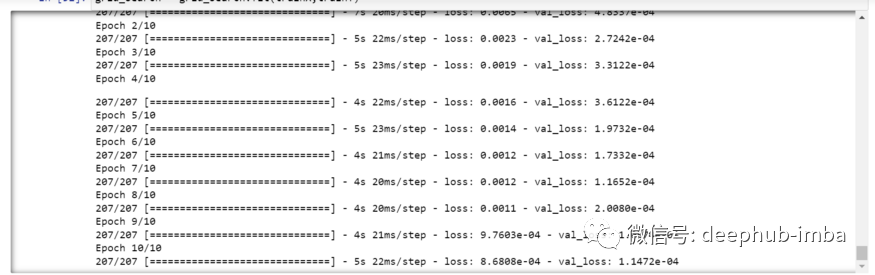 207/207 [==============================] - 7s 20ms/step - loss: 0.0065 - val_loss: 4.8337e-04
Epoch 2/10
207/207 [==============================] - 5s 22ms/step - loss: 0.0023 - val_loss: 2.7242e-04
Epoch 3/10
207/207 [==============================] - 5s 23ms/step - loss: 0.0019 - val_loss: 3.3122e-04
Epoch 4/10
207/207 [==============================] - 4s 22ms/step - loss: 0.0016 - val_loss: 3.6122e-04
Epoch 5/10
207/207 [==============================] - 5s 23ms/step - loss: 0.0014 - val_loss: 1.9732e-04
Epoch 6/10
207/207 [==============================] - 4s 21ms/step - loss: 0.0012 - val_loss: 1.7332e-04
Epoch 7/10
207/207 [==============================] - 4s 20ms/step - loss: 0.0012 - val_loss: 1.1652e-04
Epoch 8/10
207/207 [==============================] - 4s 20ms/step - loss: 0.0011 - val_loss: 2.0080e-04
Epoch 9/10
207/207 [==============================] - 4s 21ms/step - loss: 9.7603e-04
微信号: deephub-imba
Epoch 10/10
207/207 [==============================] - 5s 22ms/step - loss: 8.6808e-04 - val_loss: 1.1472e-04